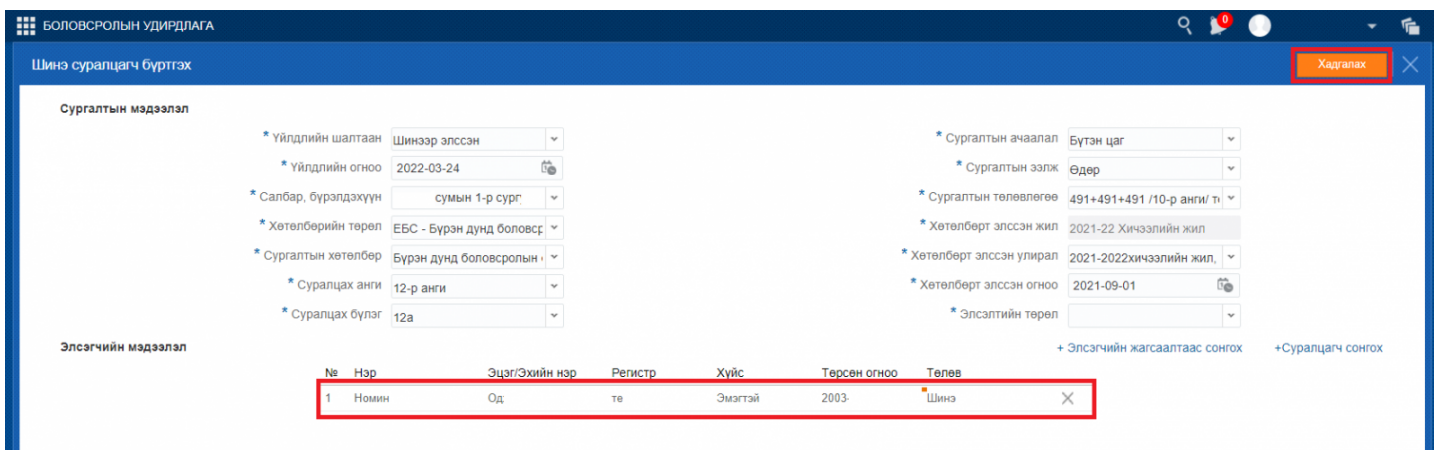 БОЛОВСРОЛЫН УДИРДЛАГА 0
Шинэ суралцагч бүртгэх Хадгалах
Сургалтын мэдээлэл
* Үйлдлийн шалтаан Шинээр элссэн * Сургалтын ачаалал Бүтэн цаг
* Үйлдлийн огноо 2022-03-24 * Сургалтын ээлж Өдөр
* Салбар, бүрэлдэхүүн сумын 1-р сург * Сургалтын төлөвлөгөө 491+491+491 /10-р анги/
* Хөтөлбөрийн төрөл ЕБС - Бүрэн дунд боловср * Хөтөлбөрт элссэн жил 2021-22 Хичээлийн жил
* Сургалтын хөтөлбөр Бүрэн дунд боловсролын * Хөтөлбөрт элссэн улирал 2021-2022хичээлийн жил,
* Суралцах анги 12-р анги * Хөтөлбөрт элссэн огноо 2021-09-01
* Суралцах бүлэг 12а * Элсэлтийн төрөл
Элсэгчийн мэдээлэл + Элсэгчийн жагсаалтаас сонгох +Суралцагч сонгох
№ Нэр Эцэг/Эхийн нэр Регистр Хүйс Төрсөн огноо Төлөв
1 Номин Од те Эмэгтэй 2003- Шинэ